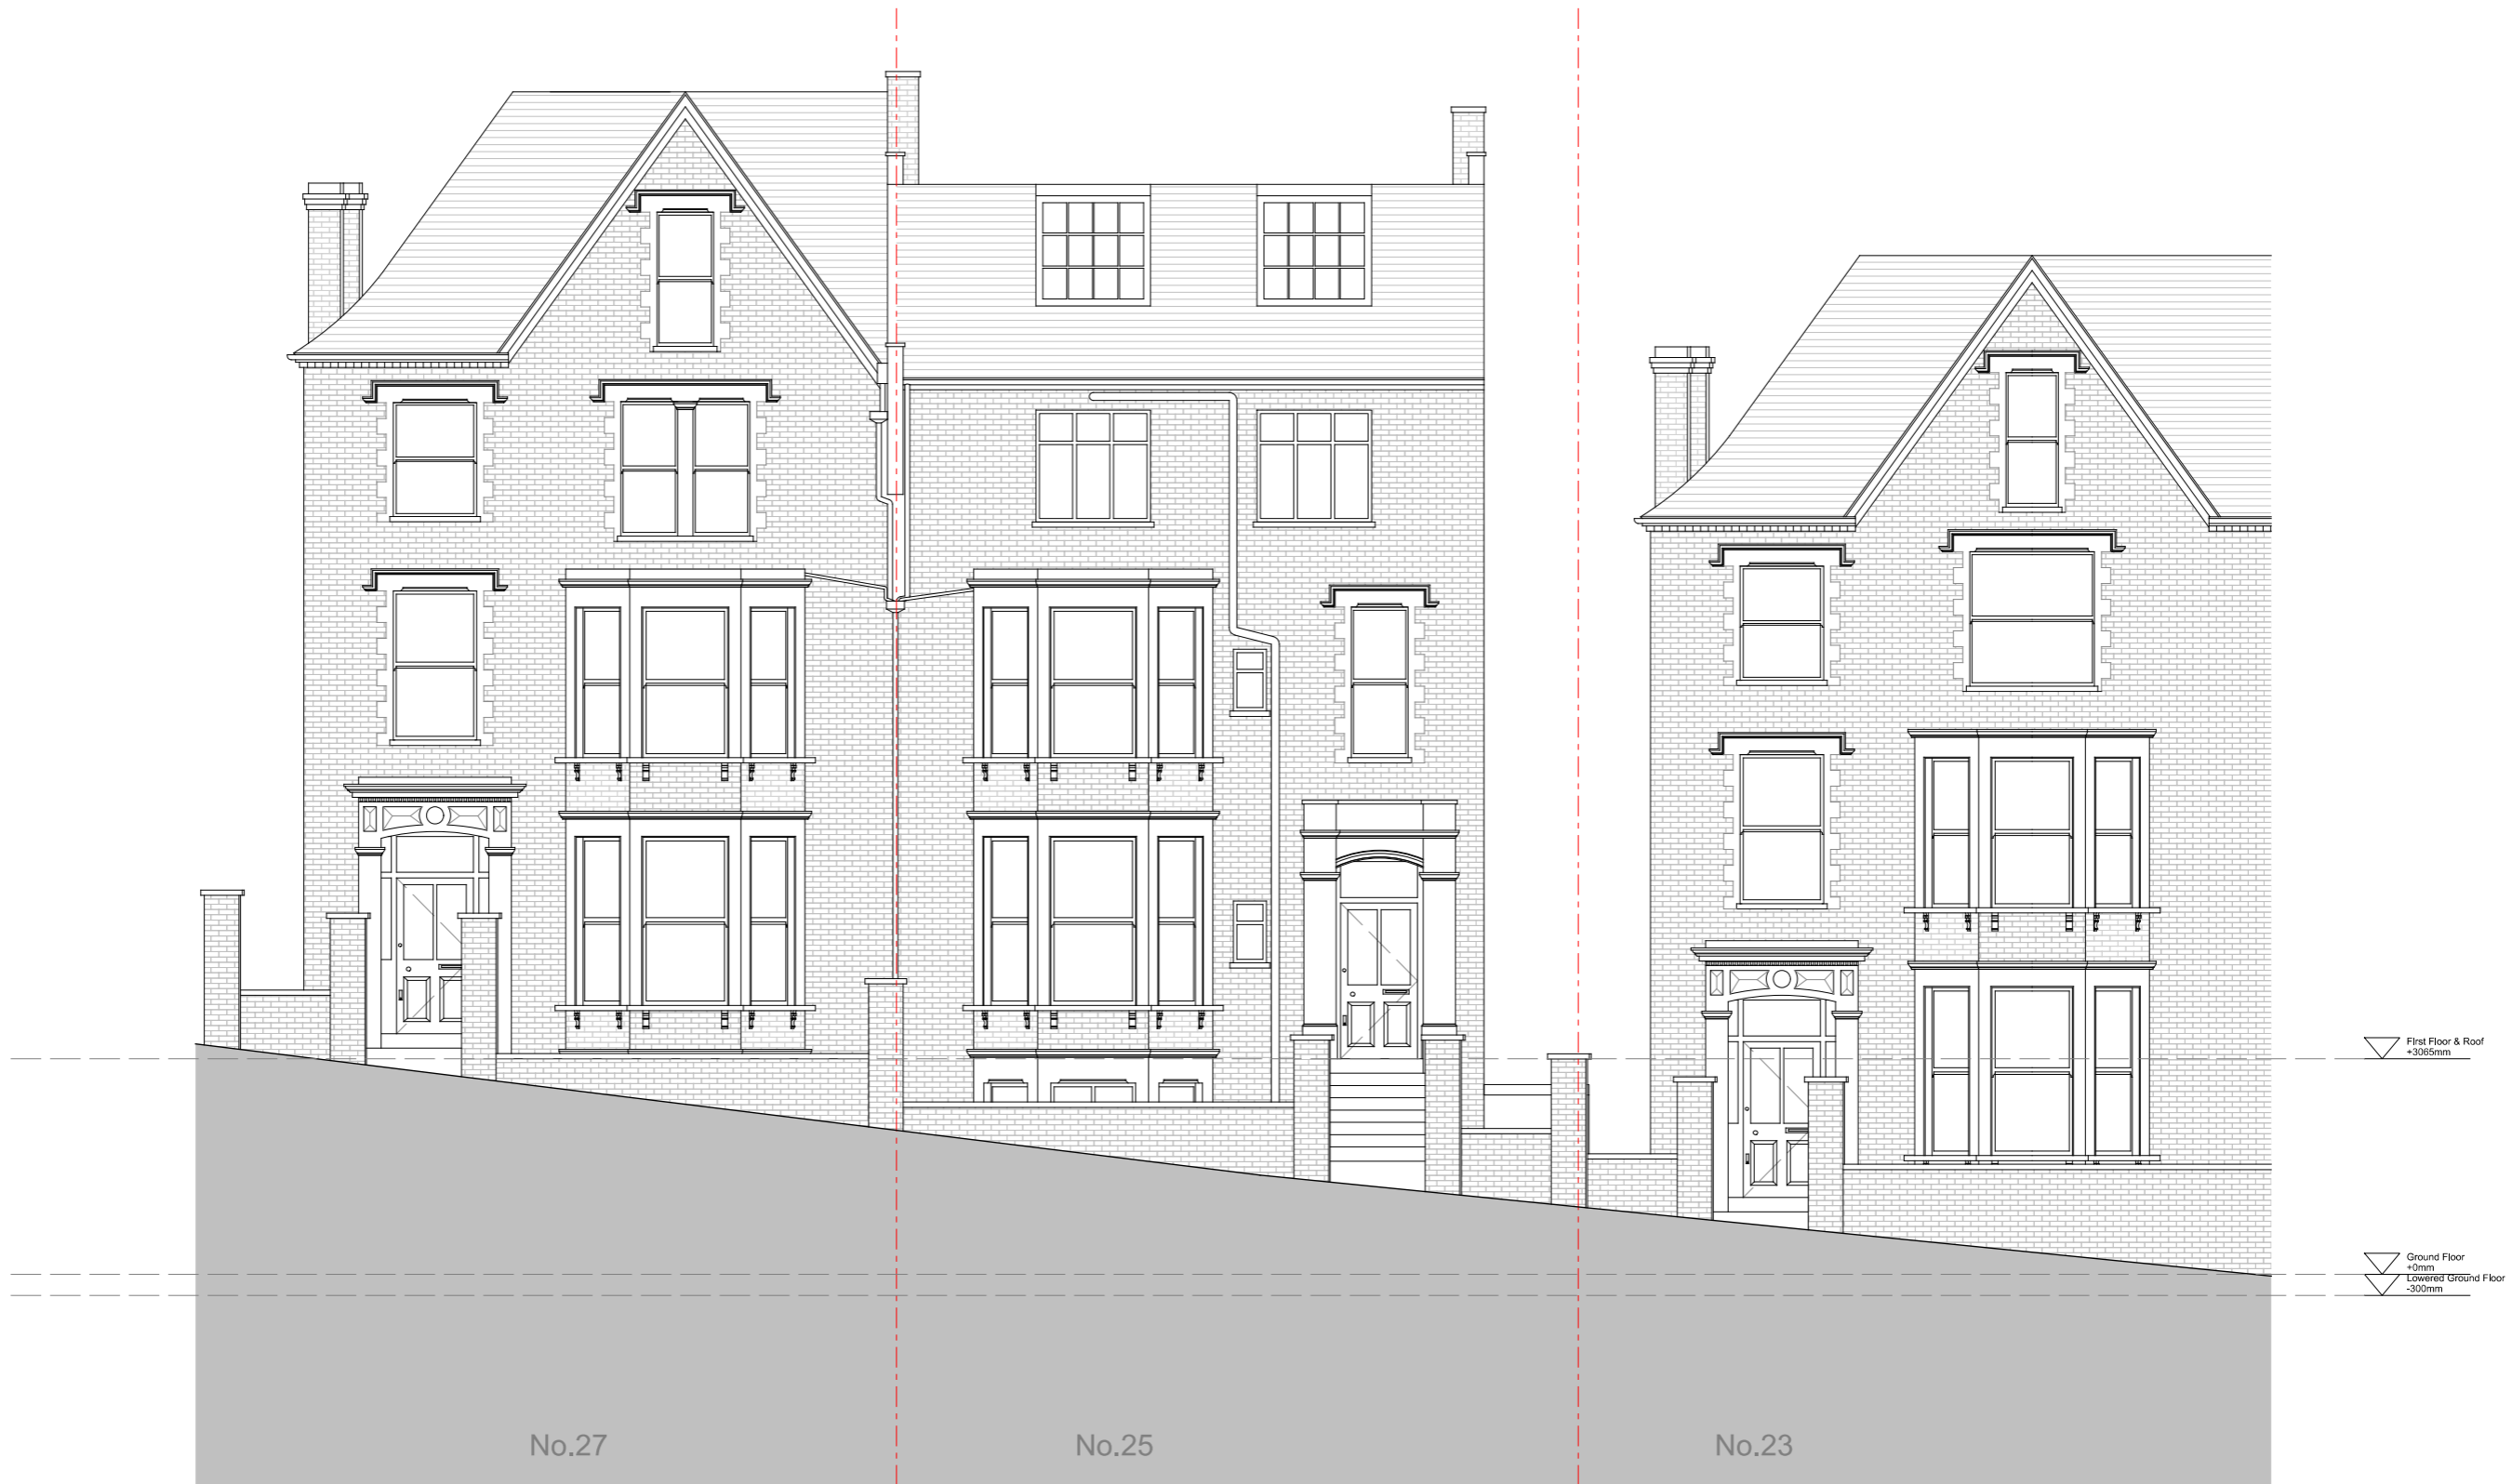 First Floor & Roof
+3065mm
Ground Floor
+0mm
Lowered Ground Floor
-300mm
No.27
No.25
No.23